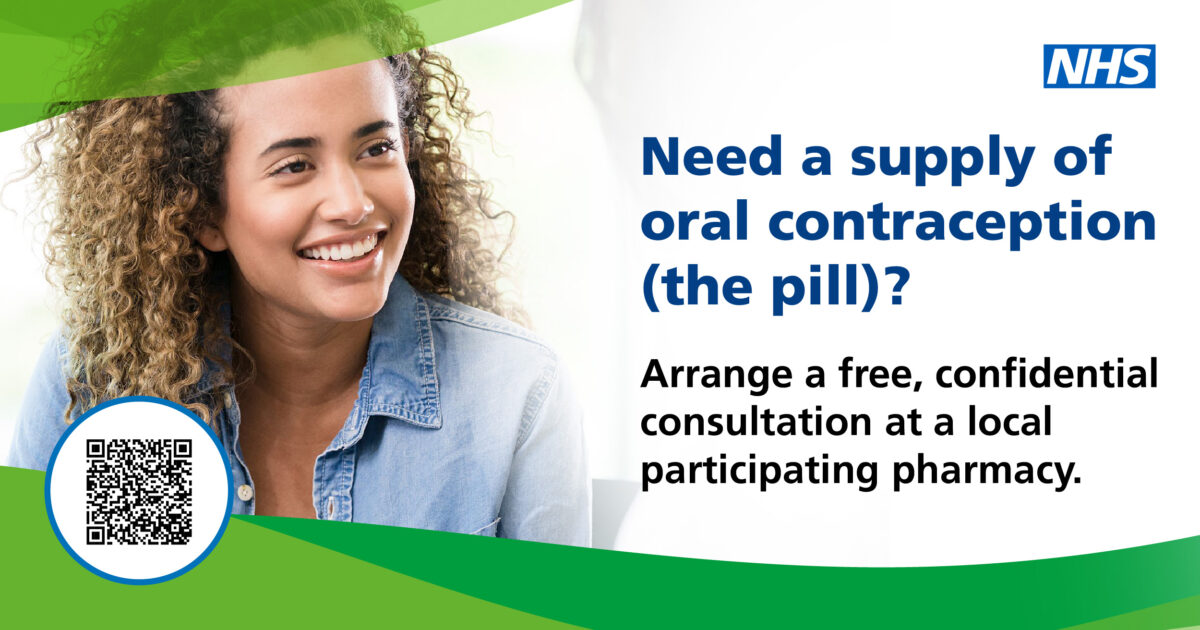 NHS
Need a supply of
oral contraception
(the pill)?
Arrange a free, confidential
consultation at a local
participating pharmacy.